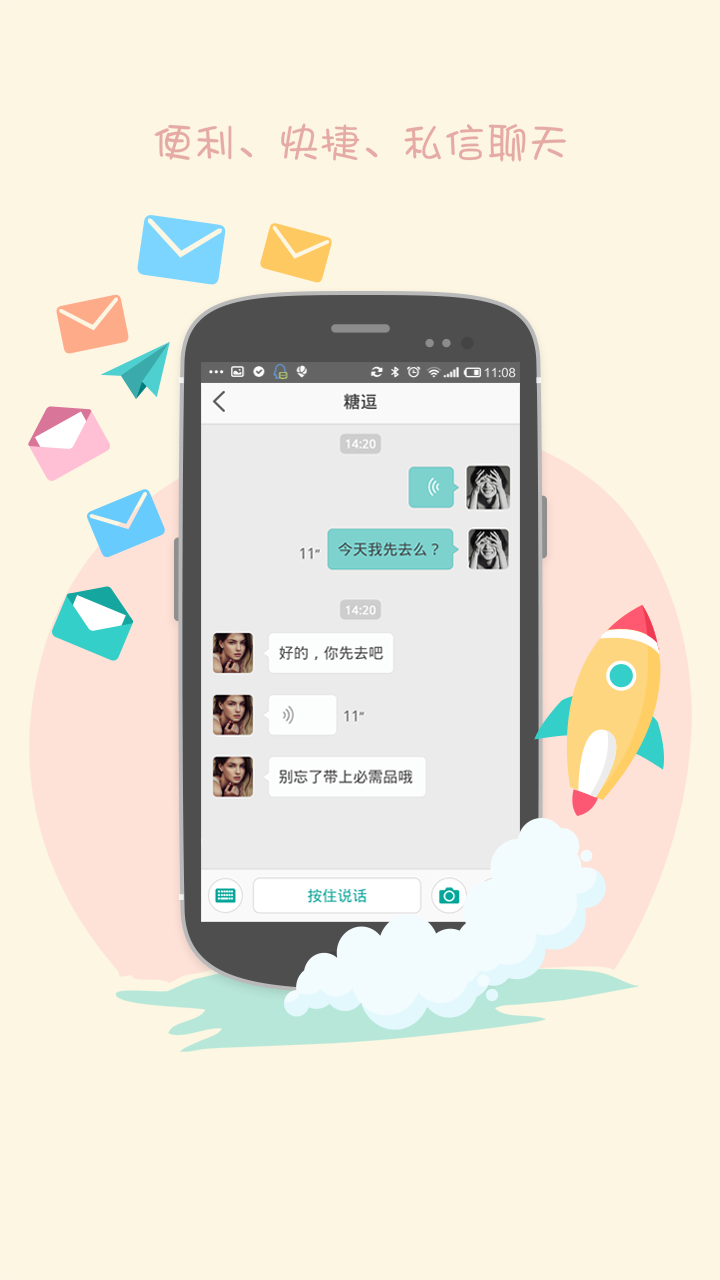 便利、快捷、私信聊天
11:08
糖逗
14:20
11"
今天我先去么？
14:20
好的，你先去吧
11"
别忘了带上必需品哦
按住说话